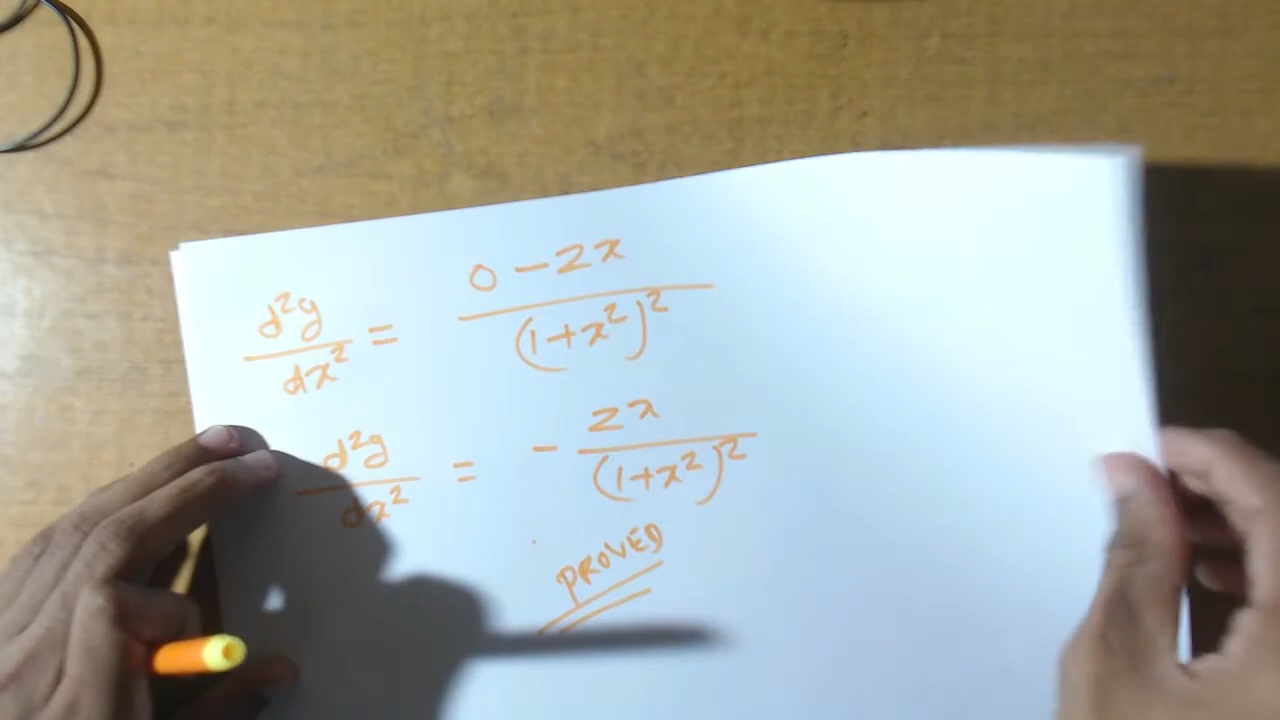 d²y/dx² = (0 - 2x)/(1+x²)²
d²y/dx² = - 2x/(1+x²)²
PROVED